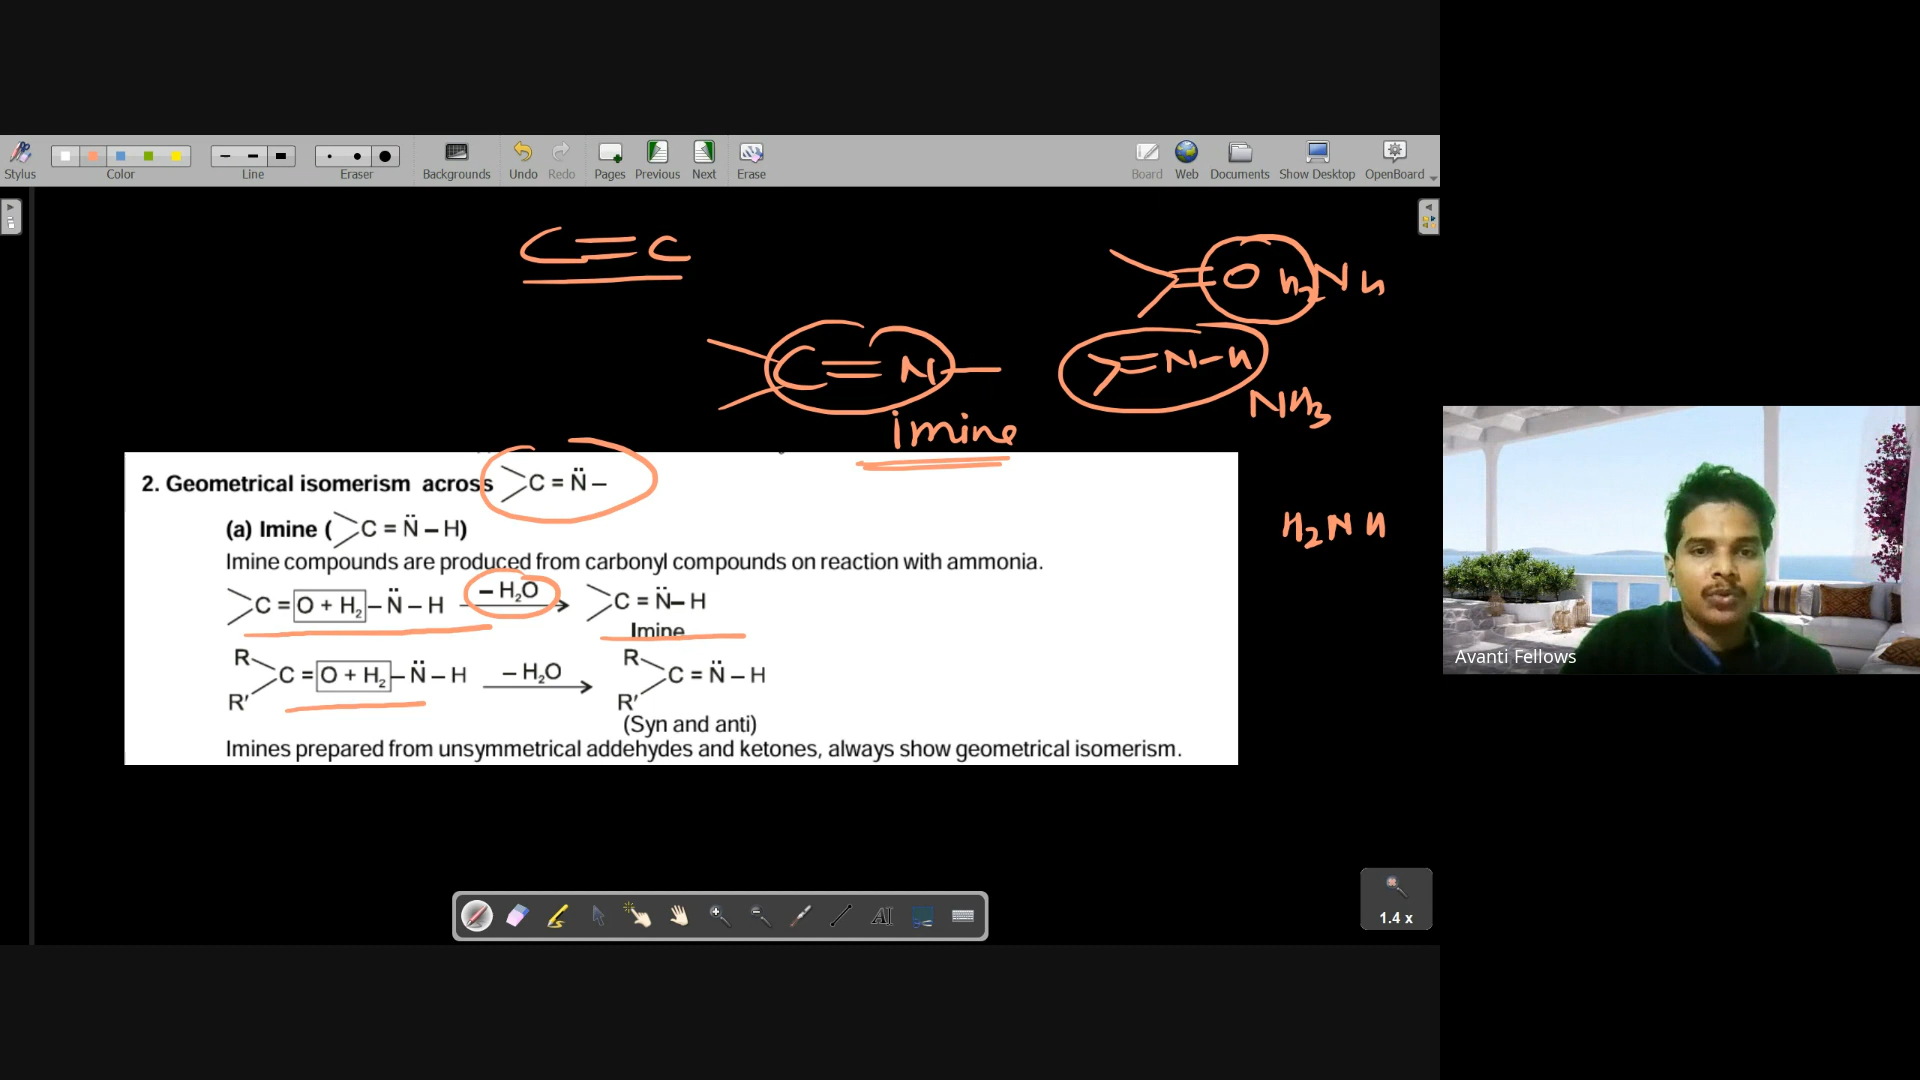 Stylus Color Line Eraser Backgrounds Undo Redo Pages Previous Next Erase Board Web Documents Show Desktop OpenBoard
C=C
C=O H₂NH
C=N-
C=N-H
NH₃
imine
H₂NH
2. Geometrical isomerism across >C = N̈ –
(a) Imine ( >C = N̈ – H)
Imine compounds are produced from carbonyl compounds on reaction with ammonia.
>C = O + H₂ – N̈ – H – H₂O → >C = N̈ – H
Imine
R R' C = O + H₂ – N̈ – H – H₂O → R R' C = N̈ – H
(Syn and anti)
Imines prepared from unsymmetrical addehydes and ketones, always show geometrical isomerism.
Avanti Fellows
1.4 x